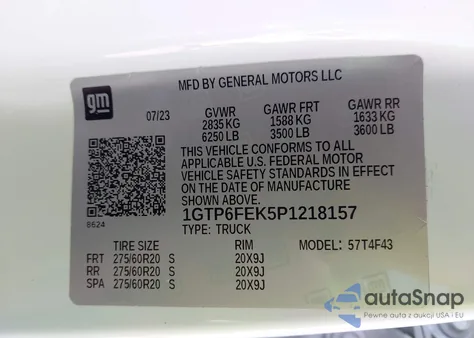 MFD BY GENERAL MOTORS LLC
gm
07/23 GVWR GAWR FRT GAWR RR
2835 KG 1588 KG 1633 KG
6250 LB 3500 LB 3600 LB
THIS VEHICLE CONFORMS TO ALL
APPLICABLE U.S. FEDERAL MOTOR
VEHICLE SAFETY STANDARDS IN
EFFECT ON THE DATE OF
MANUFACTURE SHOWN ABOVE.
1GTP6FEK5P1218157
8624
TYPE: TRUCK
TIRE SIZE RIM MODEL: 57T4F43
FRT 275/60R20 S 20X9J
RR 275/60R20 S 20X9J
SPA 275/60R20 S 20X9J
autoSnap
Pewne auta z aukcji USA i EU